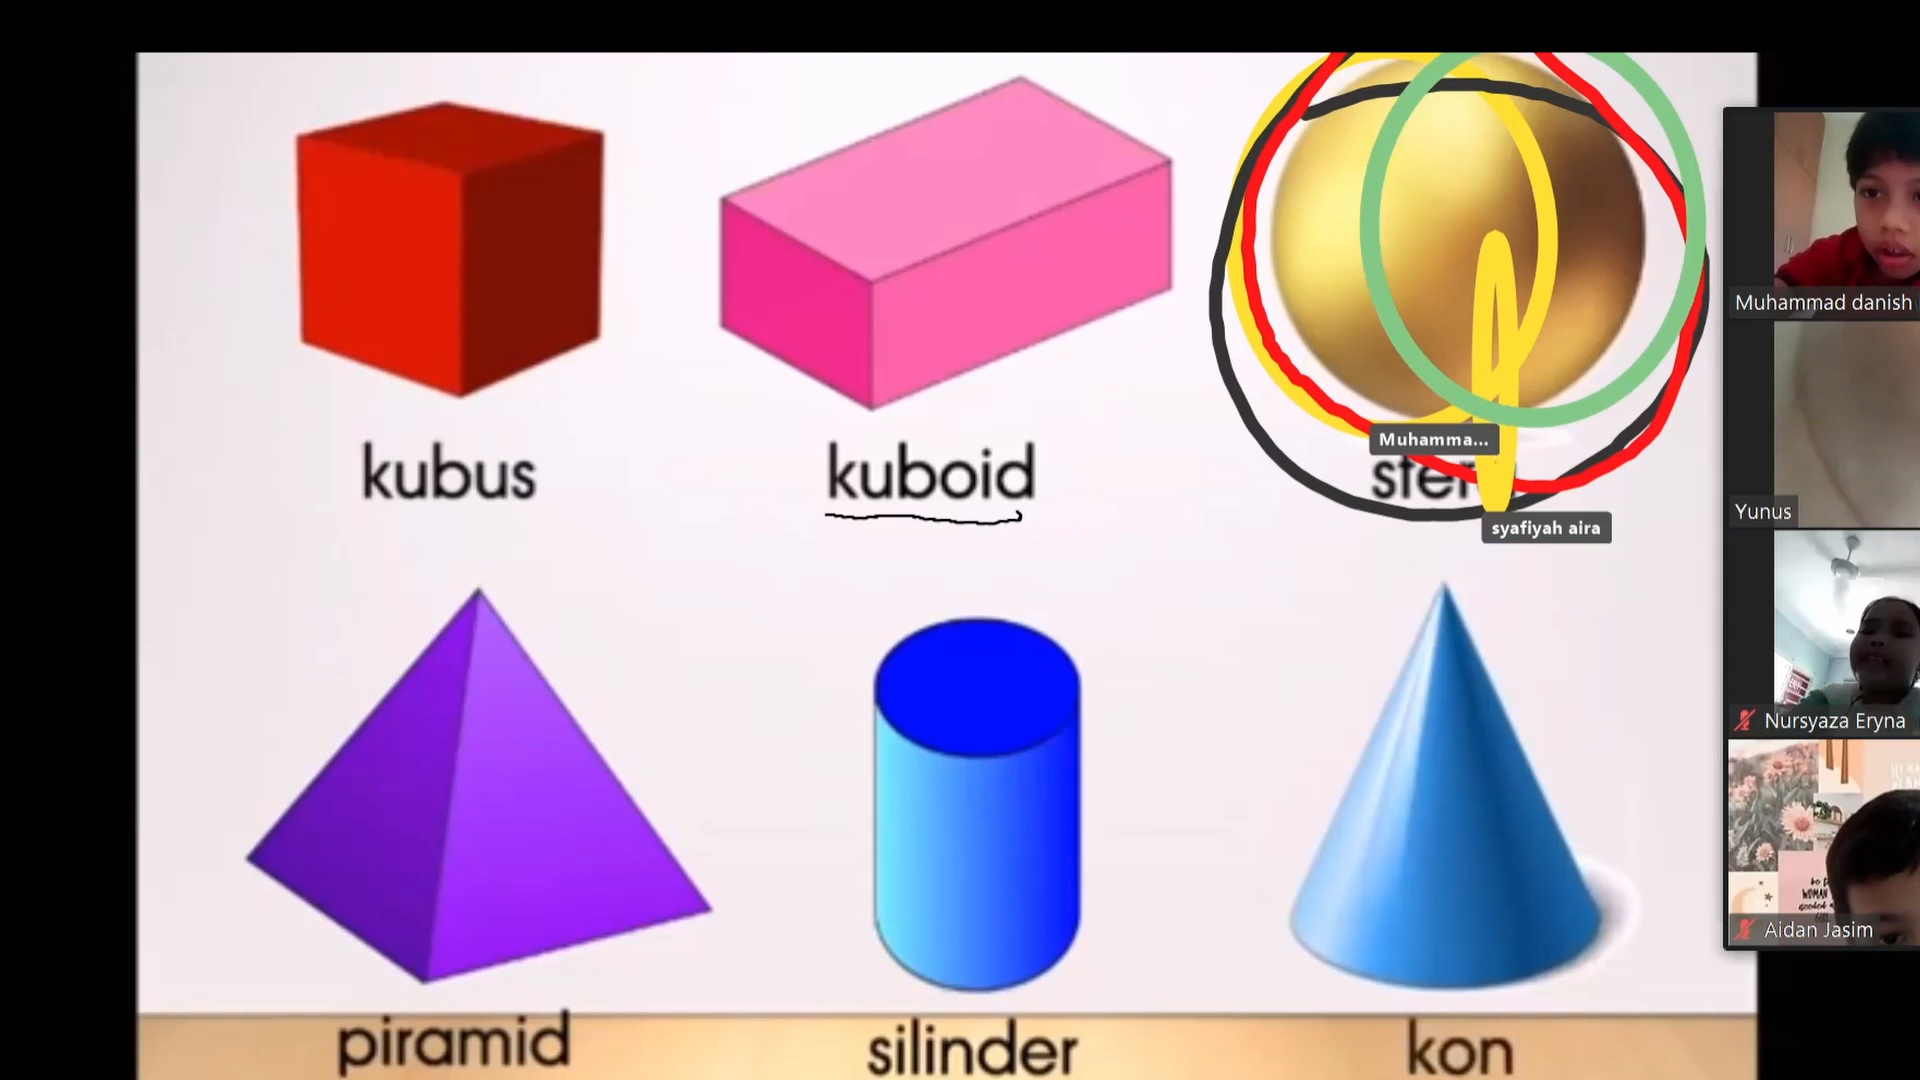 kubus
kuboid
Muhamma...
syafiyah aira
piramid
silinder
kon
Muhammad danish
Yunus
Nursyaza Eryna
Aidan Jasim